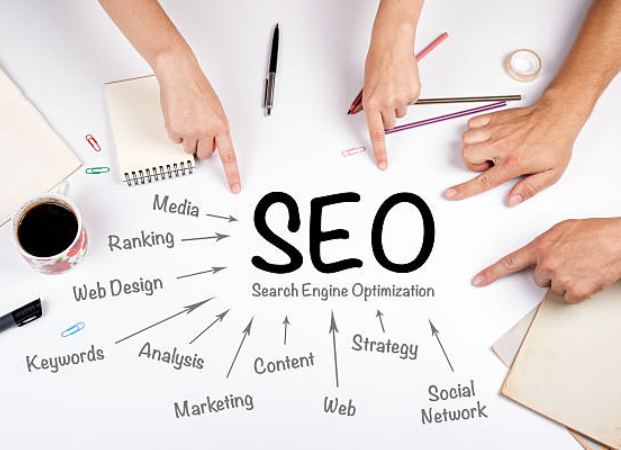 SEO
Search Engine Optimization
Media
Ranking
Web Design
Keywords
Analysis
Marketing
Content
Web
Strategy
Social
Network